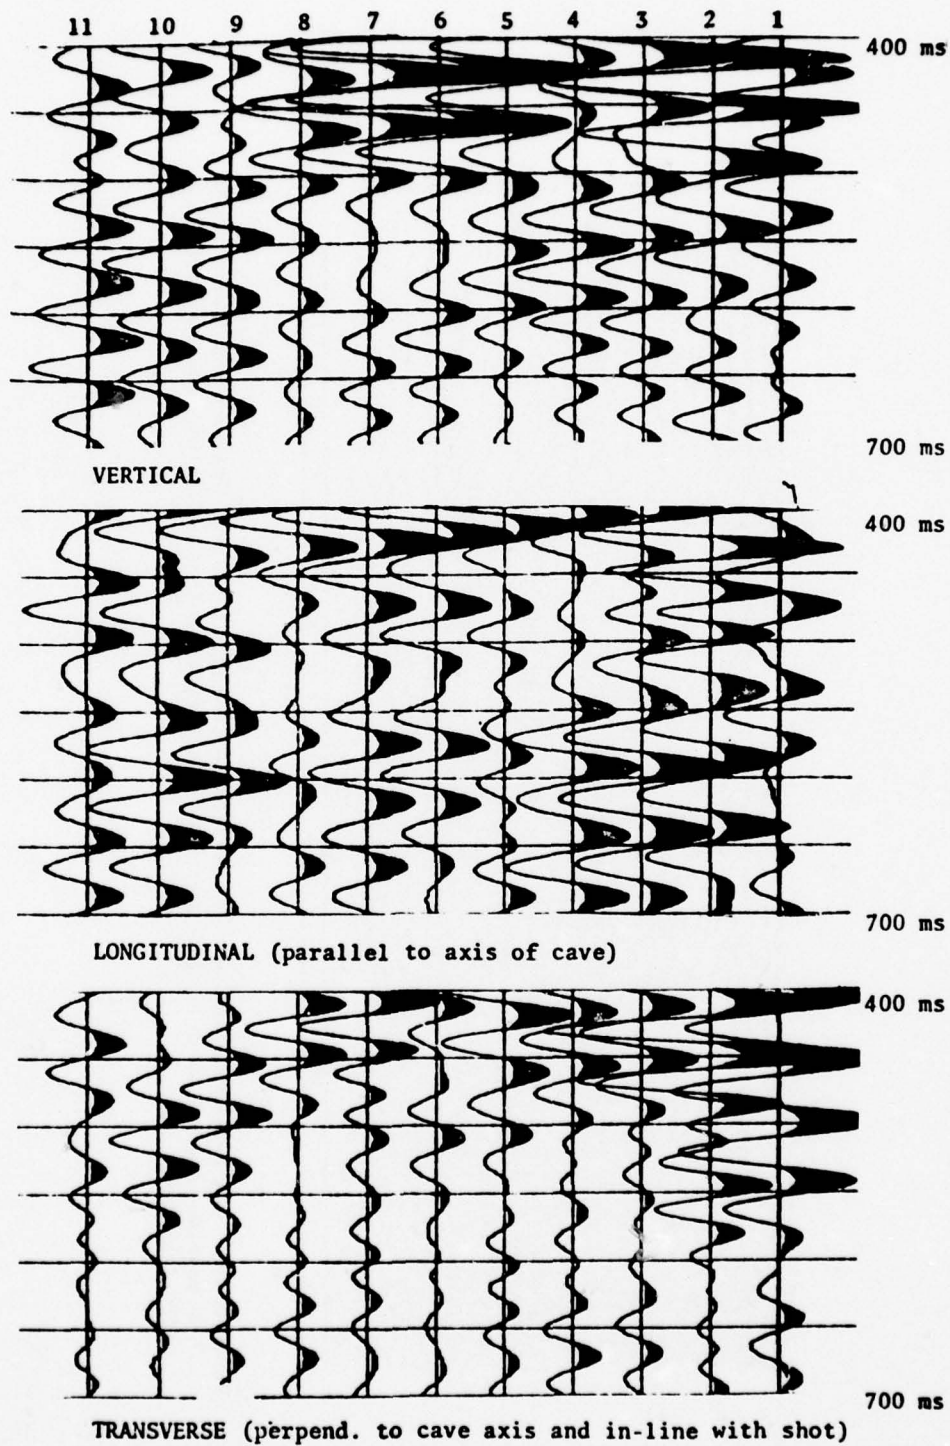 11 10 9 8 7 6 5 4 3 2 1
400 ms
700 ms
VERTICAL
400 ms
700 ms
LONGITUDINAL (parallel to axis of cave)
400 ms
700 ms
TRANSVERSE (perpend. to cave axis and in-line with shot)